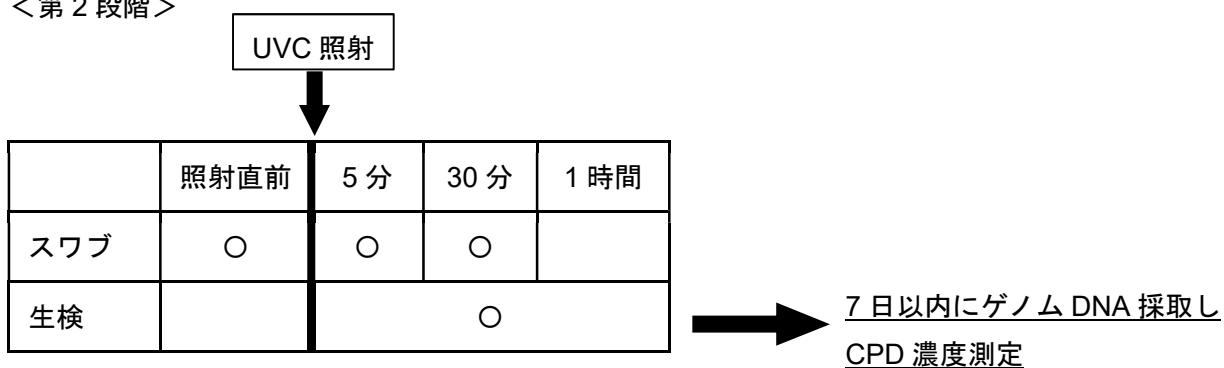 ＜第 2 段階＞
UVC 照射
照射直前 5 分 30 分 1 時間
スワブ ○ ○ ○
生検 ○
7 日以内にゲノム DNA 採取し
CPD 濃度測定